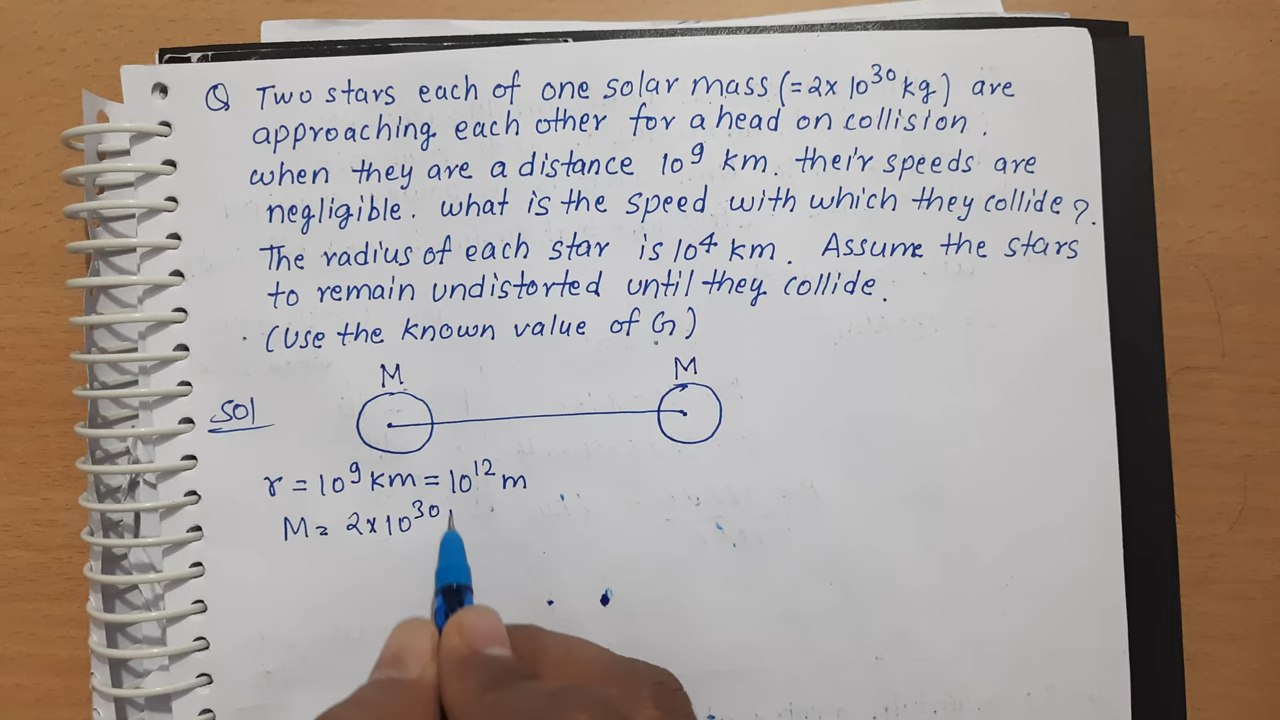 Q Two stars each of one solar mass (= 2 x 10^30 kg) are
approaching each other for a head on collision.
when they are a distance 10^9 km. their speeds are
negligible. what is the speed with which they collide?
The radius of each star is 10^4 km. Assume the stars
to remain undistorted until they collide.
(Use the known value of G)
M M
Sol
r = 10^9 km = 10^12 m
M = 2 x 10^30